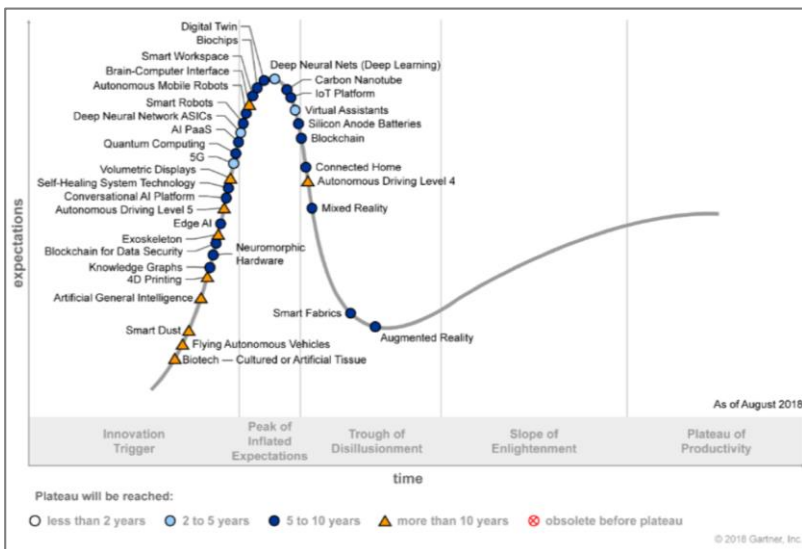 Digital Twin
Biochips
Smart Workspace
Brain-Computer Interface
Autonomous Mobile Robots
Smart Robots
Deep Neural Network ASICs
AI PaaS
Quantum Computing
5G
Volumetric Displays
Self-Healing System Technology
Conversational AI Platform
Autonomous Driving Level 5
Edge AI
Exoskeleton
Blockchain for Data Security
Neuromorphic
Hardware
Knowledge Graphs
4D Printing
Artificial General Intelligence
Smart Dust
Flying Autonomous Vehicles
Biotech — Cultured or Artificial Tissue
Deep Neural Nets (Deep Learning)
Carbon Nanotube
IoT Platform
Virtual Assistants
Silicon Anode Batteries
Blockchain
Connected Home
Autonomous Driving Level 4
Mixed Reality
Smart Fabrics
Augmented Reality
expectations
As of August 2018
Innovation
Trigger
Peak of
Inflated
Expectations
Trough of
Disillusionment
Slope of
Enlightenment
Plateau of
Productivity
time
Plateau will be reached:
less than 2 years
2 to 5 years
5 to 10 years
more than 10 years
obsolete before plateau
© 2018 Gartner, Inc.